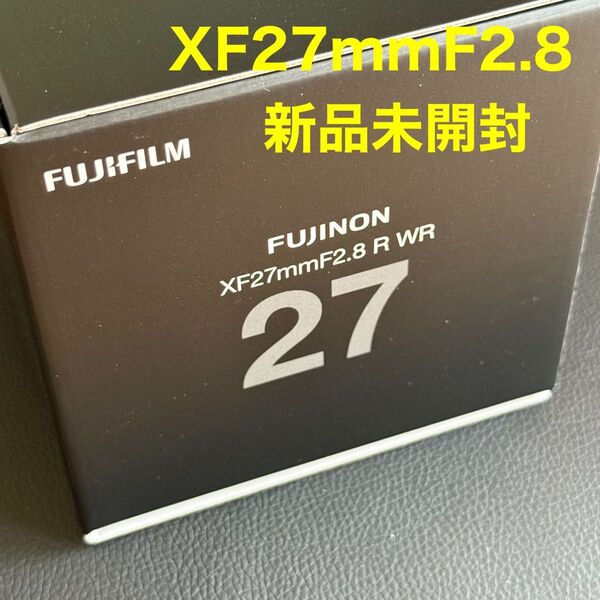 XF27mmF2.8
新品未開封
FUJIFILM
FUJINON
XF27mmF2.8 R WR
27